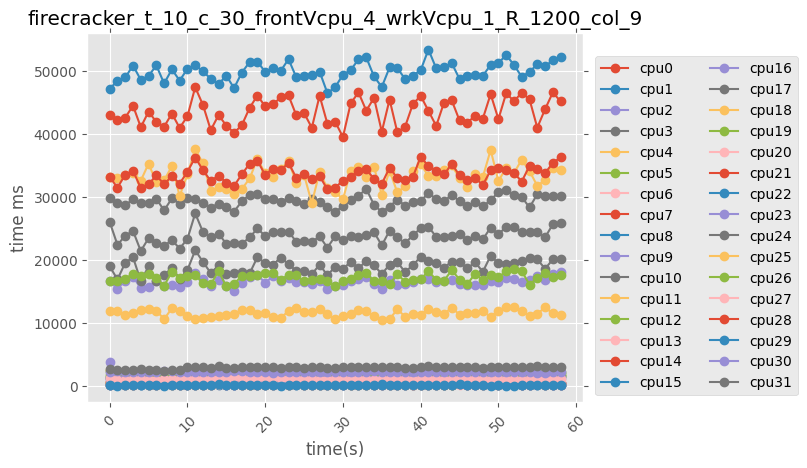 firecracker_t_10_c_30_frontVcpu_4_wrkVcpu_1_R_1200_col_9
time ms
50000
40000
30000
20000
10000
0
0
10
20
30
40
50
60
time(s)
cpu0
cpu1
cpu2
cpu3
cpu4
cpu5
cpu6
cpu7
cpu8
cpu9
cpu10
cpu11
cpu12
cpu13
cpu14
cpu15
cpu16
cpu17
cpu18
cpu19
cpu20
cpu21
cpu22
cpu23
cpu24
cpu25
cpu26
cpu27
cpu28
cpu29
cpu30
cpu31